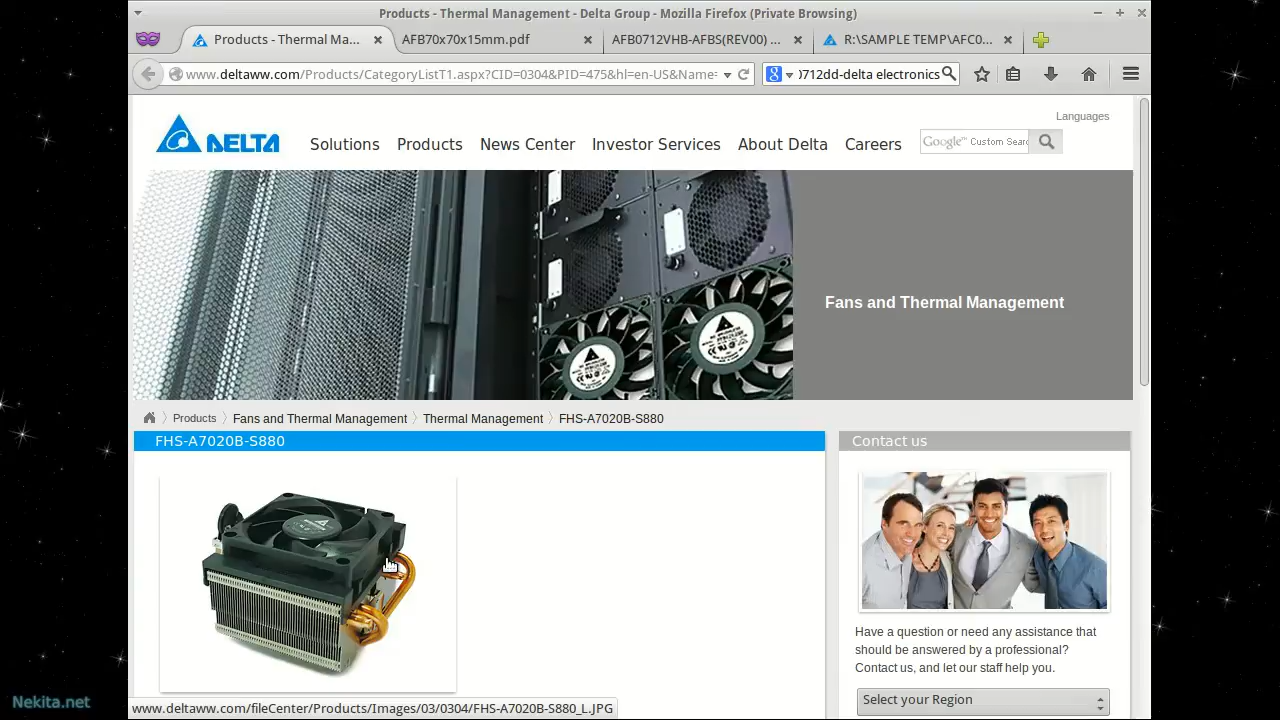 Products - Thermal Management - Delta Group - Mozilla Firefox (Private Browsing)
Products - Thermal Ma...
AFB70x70x15mm.pdf
AFB0712VHB-AFBS(REV00) ...
R:\SAMPLE TEMP\AFC0...
www.deltaww.com/Products/CategoryListT1.aspx?CID=0304&PID=475&hl=en-US&Name=
)712dd-delta electronics
Languages
DELTA
Solutions
Products
News Center
Investor Services
About Delta
Careers
Google™ Custom Sear
Fans and Thermal Management
Products
Fans and Thermal Management
Thermal Management
FHS-A7020B-S880
FHS-A7020B-S880
Contact us
Have a question or need any assistance that
should be answered by a professional?
Contact us, and let our staff help you.
Select your Region
www.deltaww.com/fileCenter/Products/Images/03/0304/FHS-A7020B-S880_L.JPG
Nekita.net